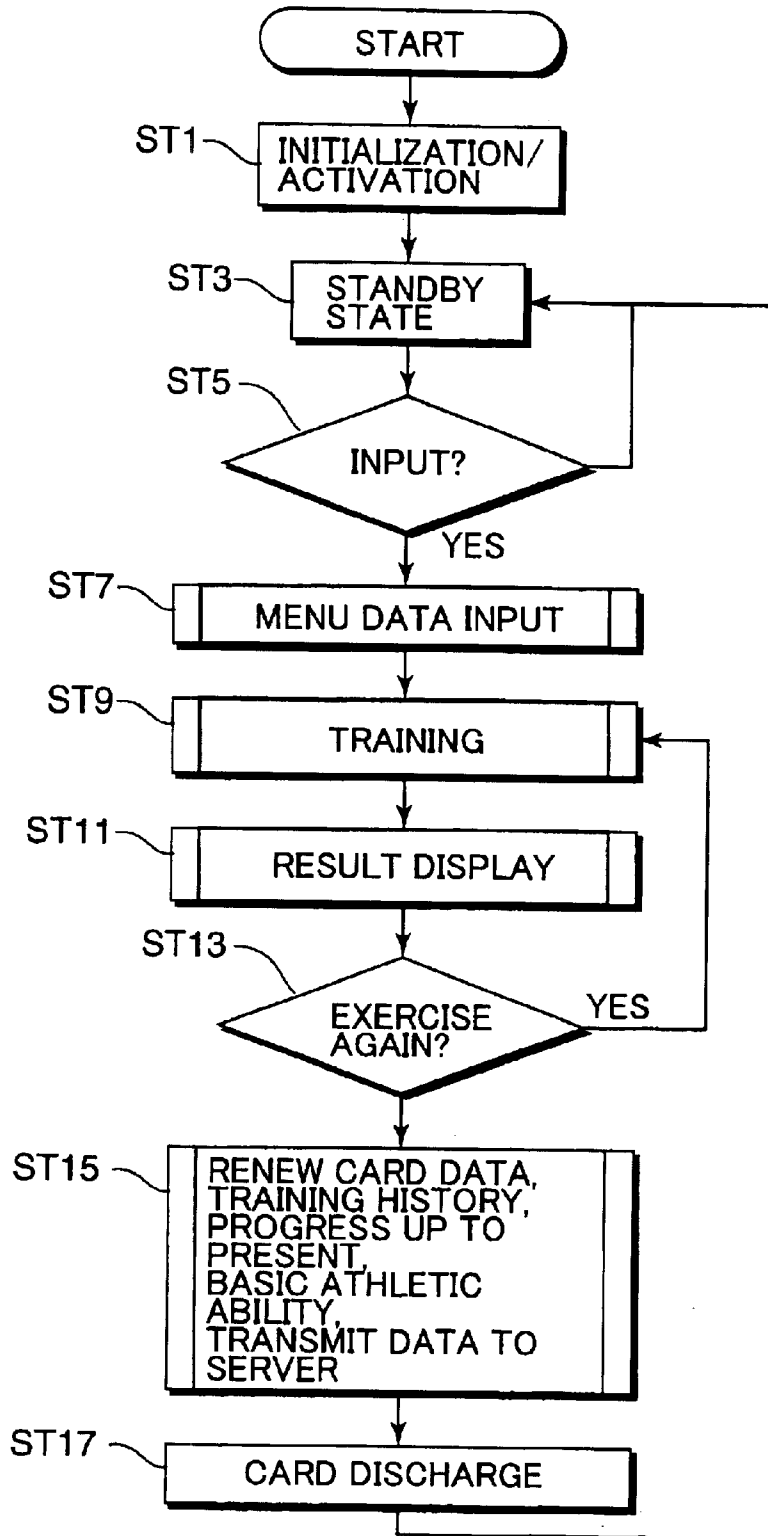 START
ST1
INITIALIZATION/
ACTIVATION
ST3
STANDBY
STATE
ST5
INPUT?
YES
ST7
MENU DATA INPUT
ST9
TRAINING
ST11
RESULT DISPLAY
ST13
EXERCISE
AGAIN?
YES
ST15
RENEW CARD DATA,
TRAINING HISTORY,
PROGRESS UP TO
PRESENT,
BASIC ATHLETIC
ABILITY,
TRANSMIT DATA TO
SERVER
ST17
CARD DISCHARGE